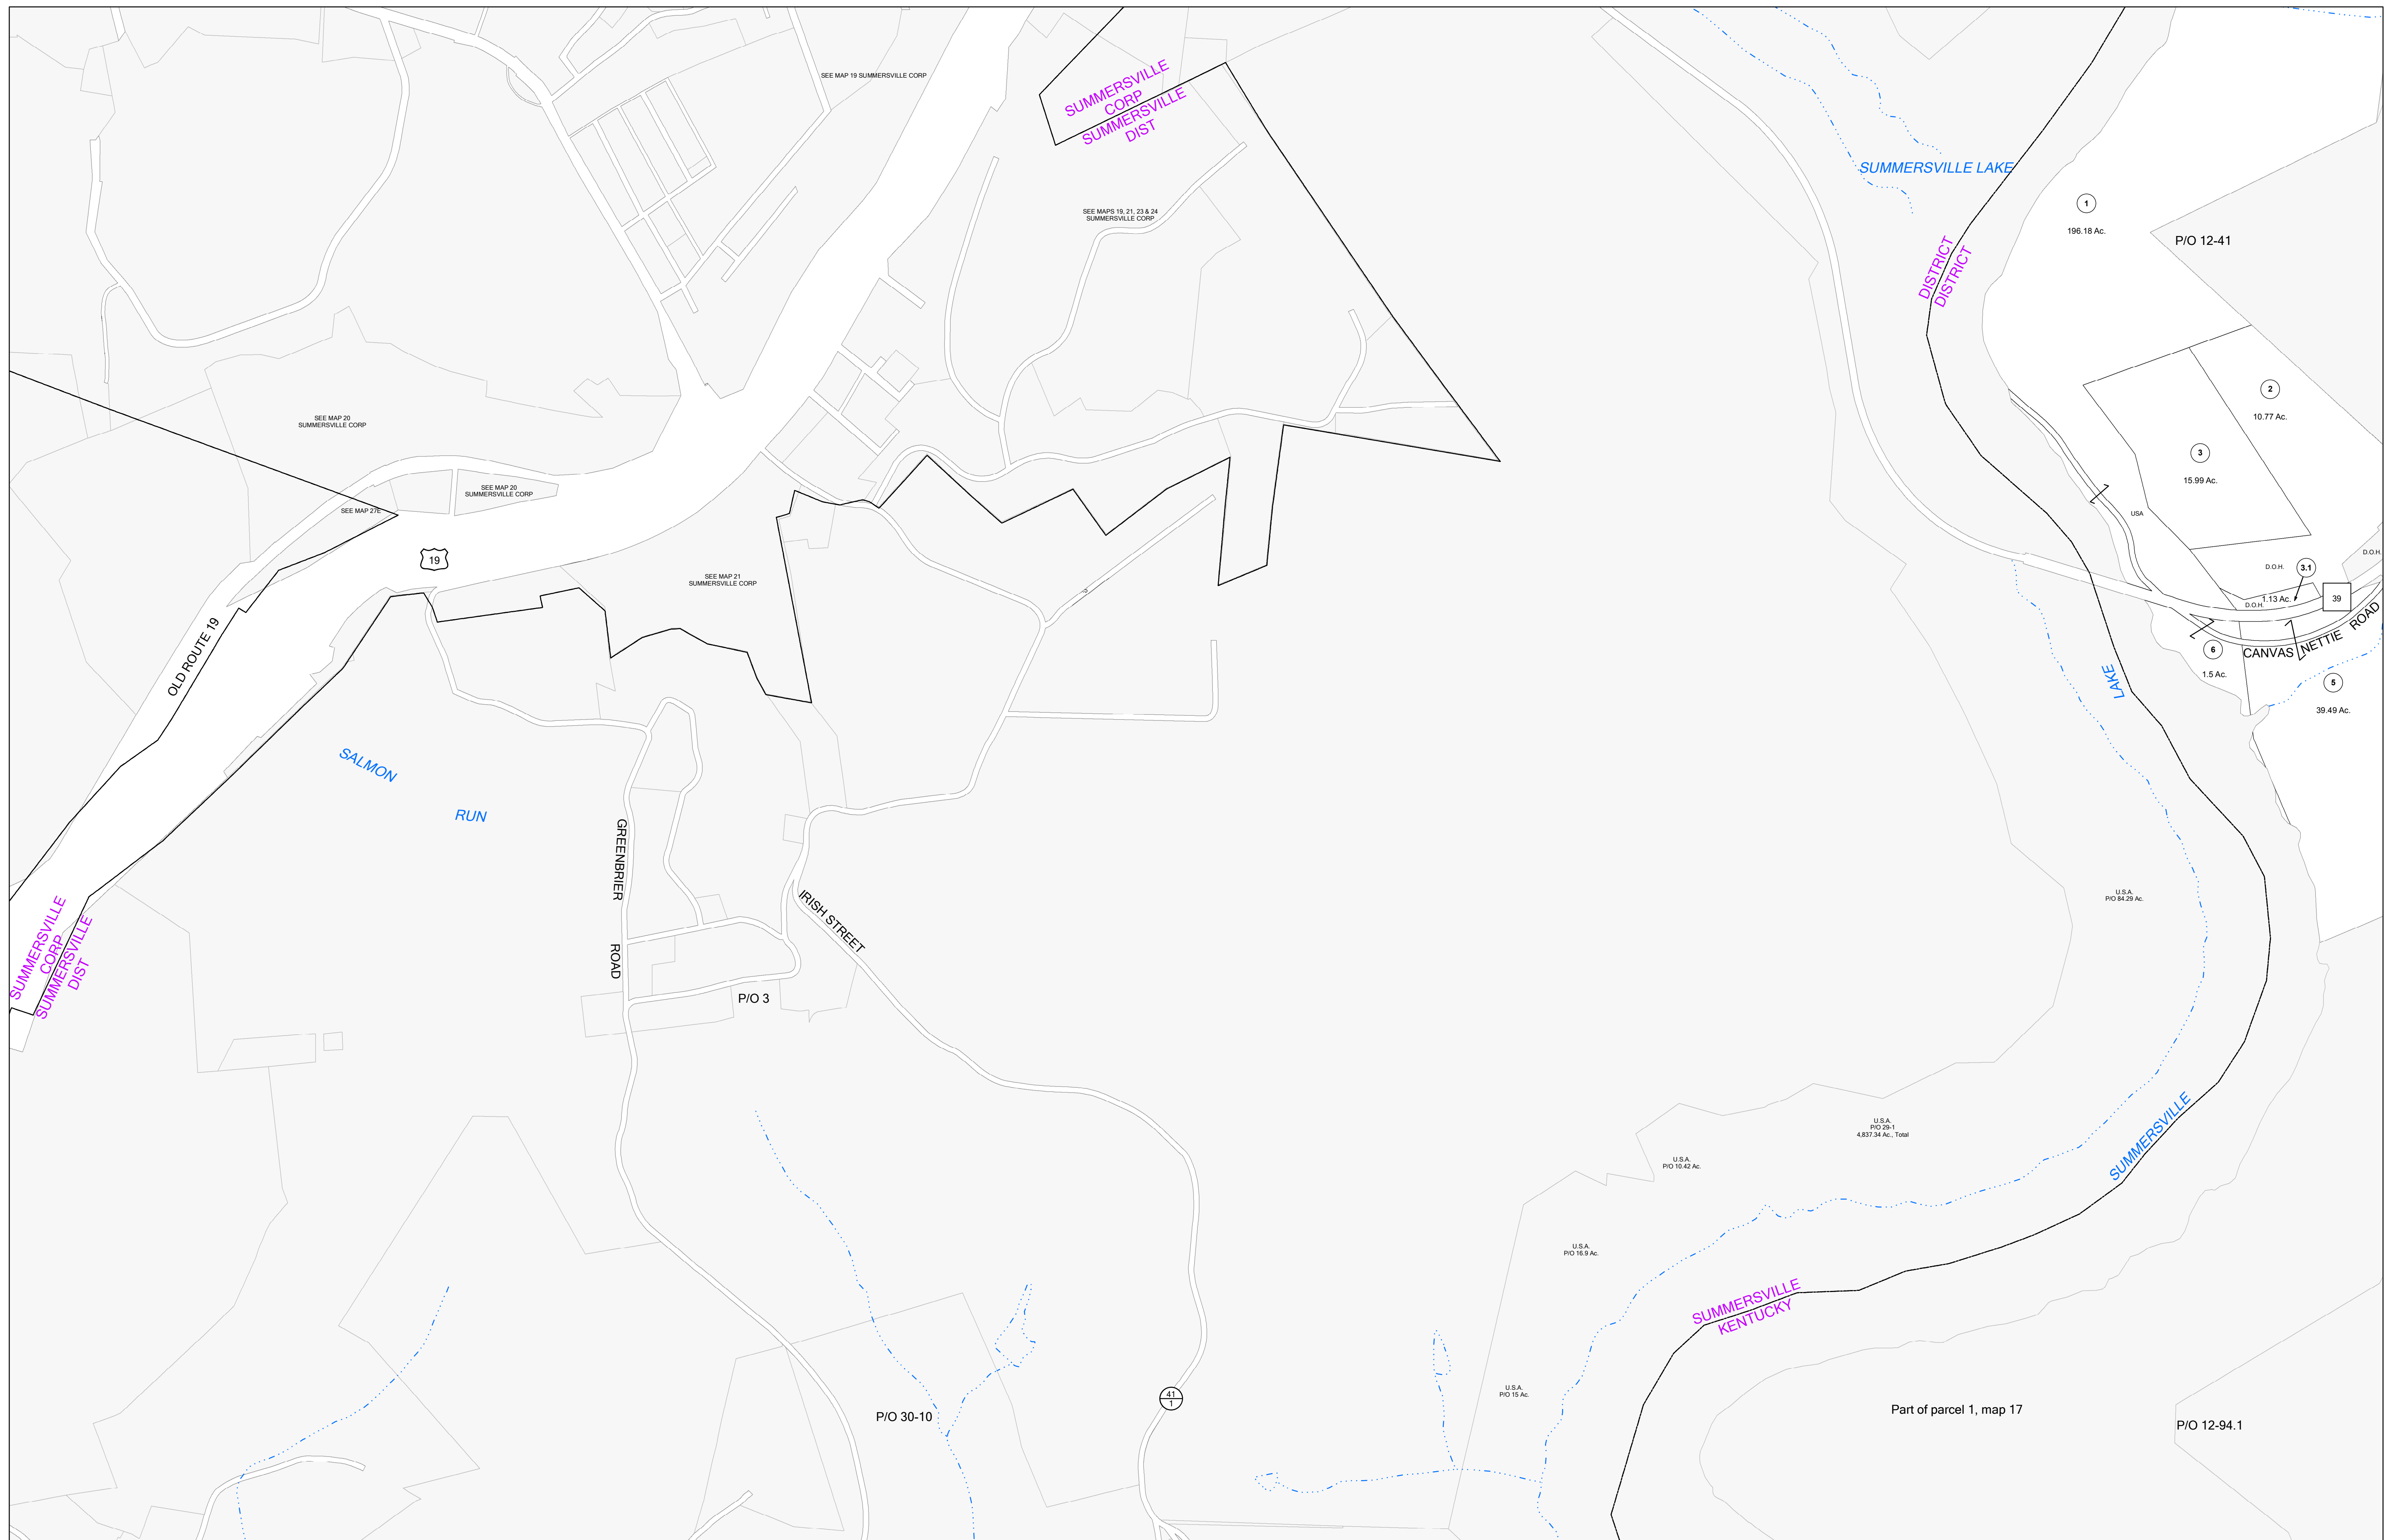 SEE MAP 19 SUMMERSVILLE CORP
SUMMERSVILLE
CORP
SUMMERSVILLE
DIST
SUMMERSVILLE LAKE
SEE MAPS 19, 21, 23 & 24
SUMMERSVILLE CORP
1
196.18 Ac.
P/O 12-41
DISTRICT
DISTRICT
2
10.77 Ac.
SEE MAP 20
SUMMERSVILLE CORP
3
15.99 Ac.
SEE MAP 20
SUMMERSVILLE CORP
SEE MAP 27E
USA
19
D.O.H.
D.O.H.
3.1
SEE MAP 21
SUMMERSVILLE CORP
1.13 Ac.
D.O.H.
39
OLD ROUTE 19
CANVAS NETTIE ROAD
6
1.5 Ac.
5
39.49 Ac.
LAKE
SALMON
RUN
GREENBRIER
ROAD
IRISH STREET
U.S.A.
P/O 84.29 Ac.
SUMMERSVILLE
CORP
SUMMERSVILLE
DIST
P/O 3
SUMMERSVILLE
U.S.A.
P/O 29-1
4,837.34 Ac., Total
U.S.A.
P/O 10.42 Ac.
U.S.A.
P/O 16.9 Ac.
SUMMERSVILLE
KENTUCKY
U.S.A.
P/O 15 Ac.
41
1
P/O 30-10
Part of parcel 1, map 17
P/O 12-94.1